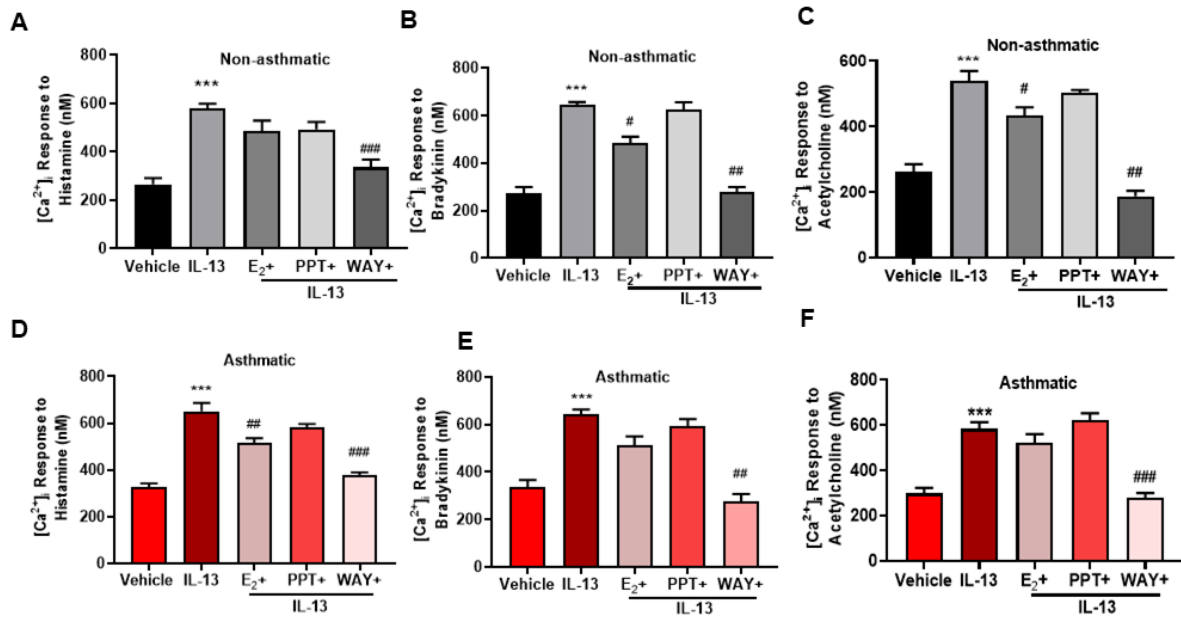 A
Non-asthmatic
[Ca²⁺]ᵢ Response to
Histamine (nM)
800
600
400
200
0
***
###
Vehicle IL-13 E₂+ PPT+ WAY+
IL-13
B
Non-asthmatic
[Ca²⁺]ᵢ Response to
Bradykinin (nM)
800
600
400
200
0
***
#
##
Vehicle IL-13 E₂+ PPT+ WAY+
IL-13
C
Non-asthmatic
[Ca²⁺]ᵢ Response to
Acetylcholine (nM)
600
400
200
0
***
#
##
Vehicle IL-13 E₂+ PPT+ WAY+
IL-13
D
Asthmatic
[Ca²⁺]ᵢ Response to
Histamine (nM)
800
600
400
200
0
***
##
###
Vehicle IL-13 E₂+ PPT+ WAY+
IL-13
E
Asthmatic
[Ca²⁺]ᵢ Response to
Bradykinin (nM)
800
600
400
200
0
***
##
Vehicle IL-13 E₂+ PPT+ WAY+
IL-13
F
Asthmatic
[Ca²⁺]ᵢ Response to
Acetylcholine (nM)
800
600
400
200
0
***
###
Vehicle IL-13 E₂+ PPT+ WAY+
IL-13